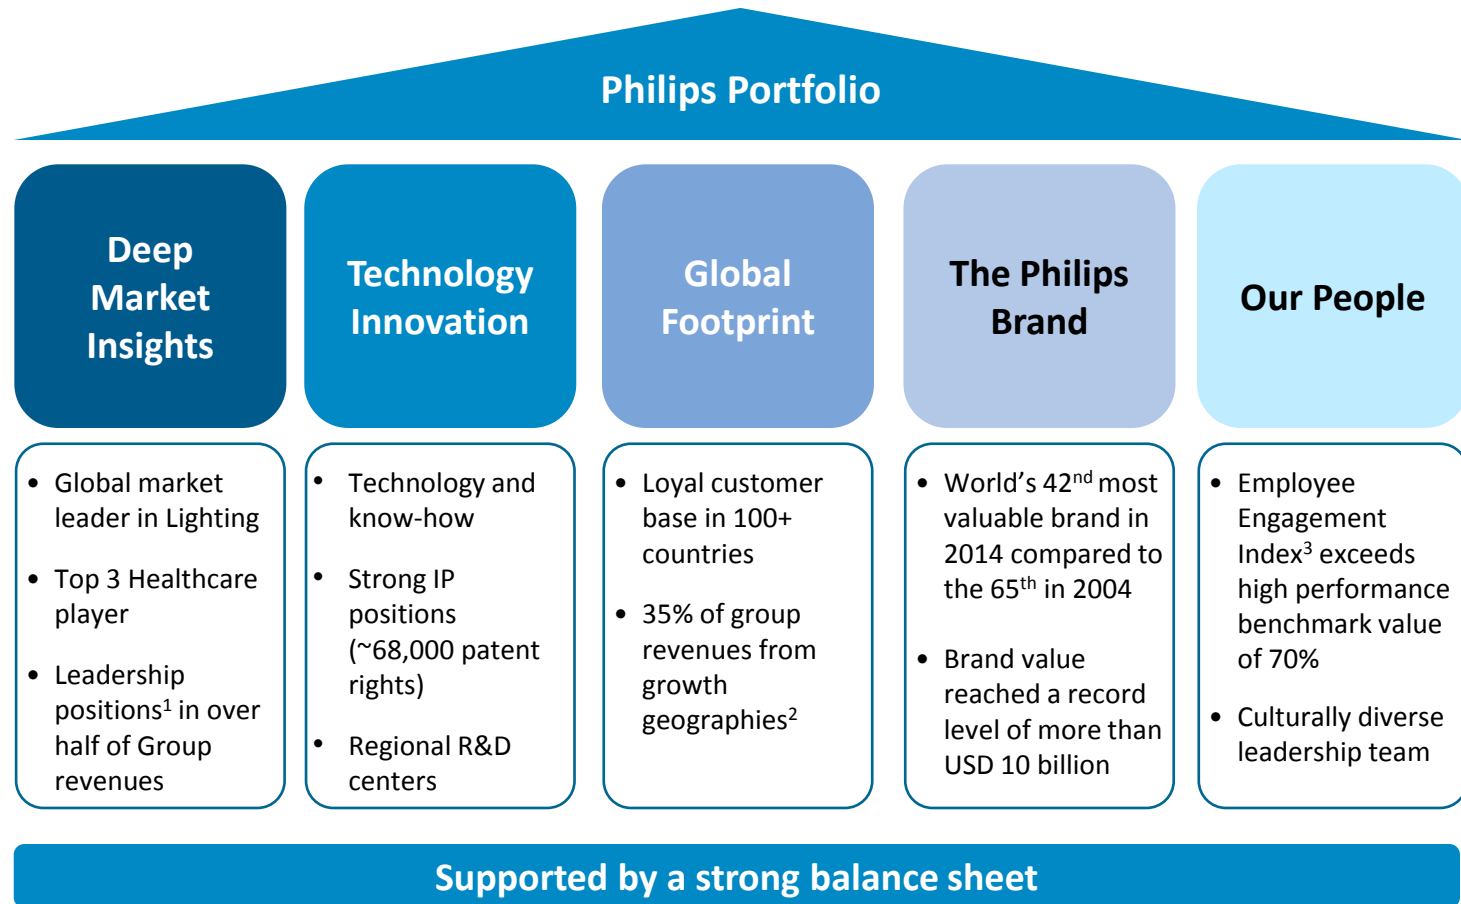 Philips Portfolio
Deep
Market
Insights
Technology
Innovation
Global
Footprint
The Philips
Brand
Our People
• Global market
leader in Lighting
• Top 3 Healthcare
player
• Leadership
positions¹ in over
half of Group
revenues
• Technology and
know-how
• Strong IP
positions
(~68,000 patent
rights)
• Regional R&D
centers
• Loyal customer
base in 100+
countries
• 35% of group
revenues from
growth
geographies²
• World's 42nd most
valuable brand in
2014 compared to
the 65th in 2004
• Brand value
reached a record
level of more than
USD 10 billion
• Employee
Engagement
Index³ exceeds
high performance
benchmark value
of 70%
• Culturally diverse
leadership team
Supported by a strong balance sheet